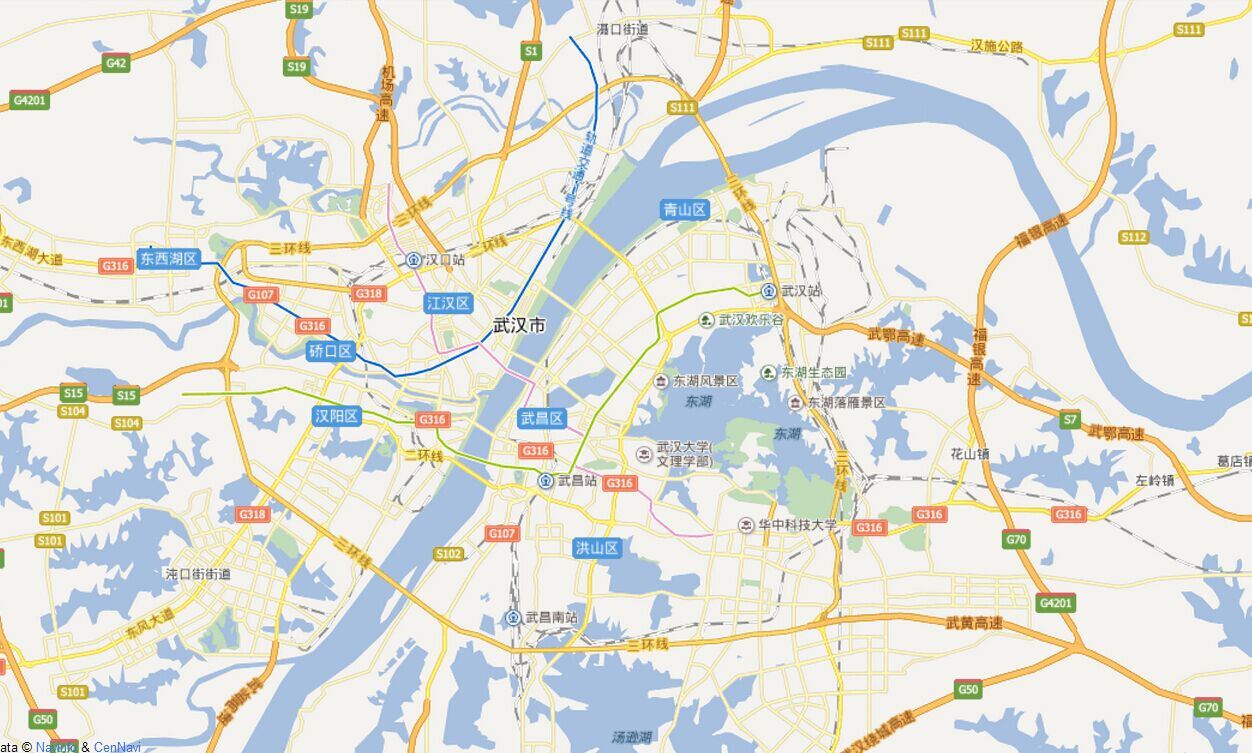 S19
滠口街道
S111
S111
S111
汉施公路
S1
G42
S19
机场高速
G4201
S111
轨道交通1号线
三环线
青山区
三环线
福银高速
S112
二环线
三环线
东西湖大道
G316
东西湖区
汉口站
G107
G318
江汉区
武汉站
武汉市
G316
武汉欢乐谷
武鄂高速
福银高速
硚口区
东湖生态园
东湖风景区
东湖
东湖落雁景区
S15
S15
S104
S104
汉阳区
G316
武昌区
S7
武鄂高速
东湖
G316
武汉大学(
文理学部)
二环线
花山镇
葛店镇
三环线
左岭镇
武昌站
G316
S101
G318
G316
G316
G316
华中科技大学
S101
G107
三环线
S102
洪山区
G70
沌口街街道
G4201
东风大道
武昌南站
武黄高速
三环线
S101
G50
G70
G50
武汉绕城高速
汤逊湖
ata © NavInfo & CenNavi